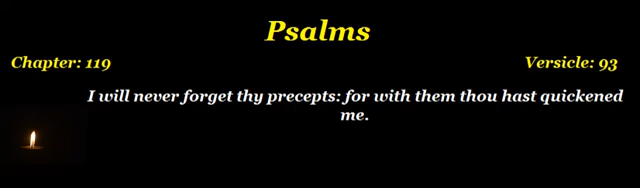 Psalms
Chapter: 119 Versicle: 93
I will never forget thy precepts: for with them thou hast quickened
me.